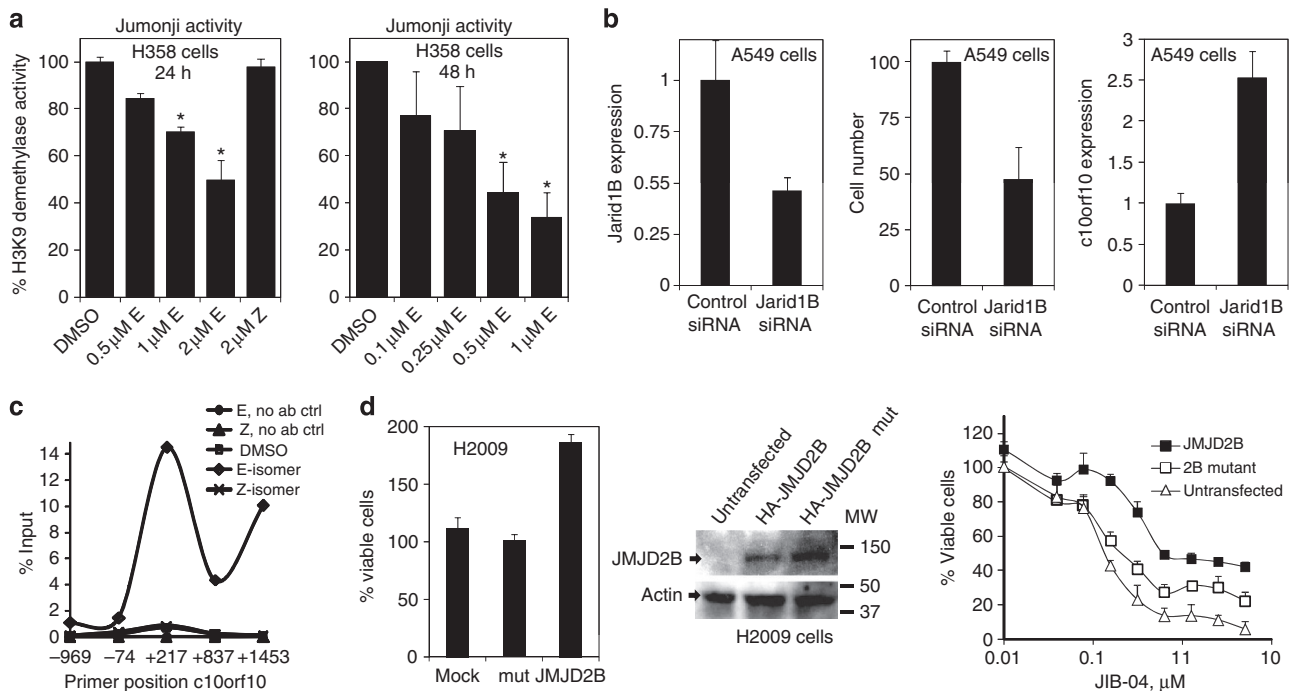 a
Jumonji activity
H358 cells
24 h
% H3K9 demethylase activity
100
80
60
40
20
0
*
*
DMSO
0.5 μM E
1 μM E
2 μM E
2 μM Z
Jumonji activity
H358 cells
48 h
100
80
60
40
20
0
*
*
DMSO
0.1 μM E
0.25 μM E
0.5 μM E
1 μM E
b
A549 cells
Jarid1B expression
1
0.75
0.55
0.25
0
Control siRNA
Jarid1B siRNA
A549 cells
Cell number
100
75
50
25
0
Control siRNA
Jarid1B siRNA
A549 cells
c10orf10 expression
3
2.5
2
1.5
1
0.5
0
Control siRNA
Jarid1B siRNA
c
E, no ab ctrl
Z, no ab ctrl
DMSO
E-isomer
Z-isomer
% Input
14
12
10
8
6
4
2
0
–969 –74 +217 +837 +1453
Primer position c10orf10
d
H2009
% viable cells
200
150
100
50
0
Mock mut JMJD2B
Untransfected
HA-JMJD2B
HA-JMJD2B mut
MW
JMJD2B
150
Actin
50
37
H2009 cells
JMJD2B
2B mutant
Untransfected
% Viable cells
120
100
80
60
40
20
0
0.01 0.1 11 10
JIB-04, μM